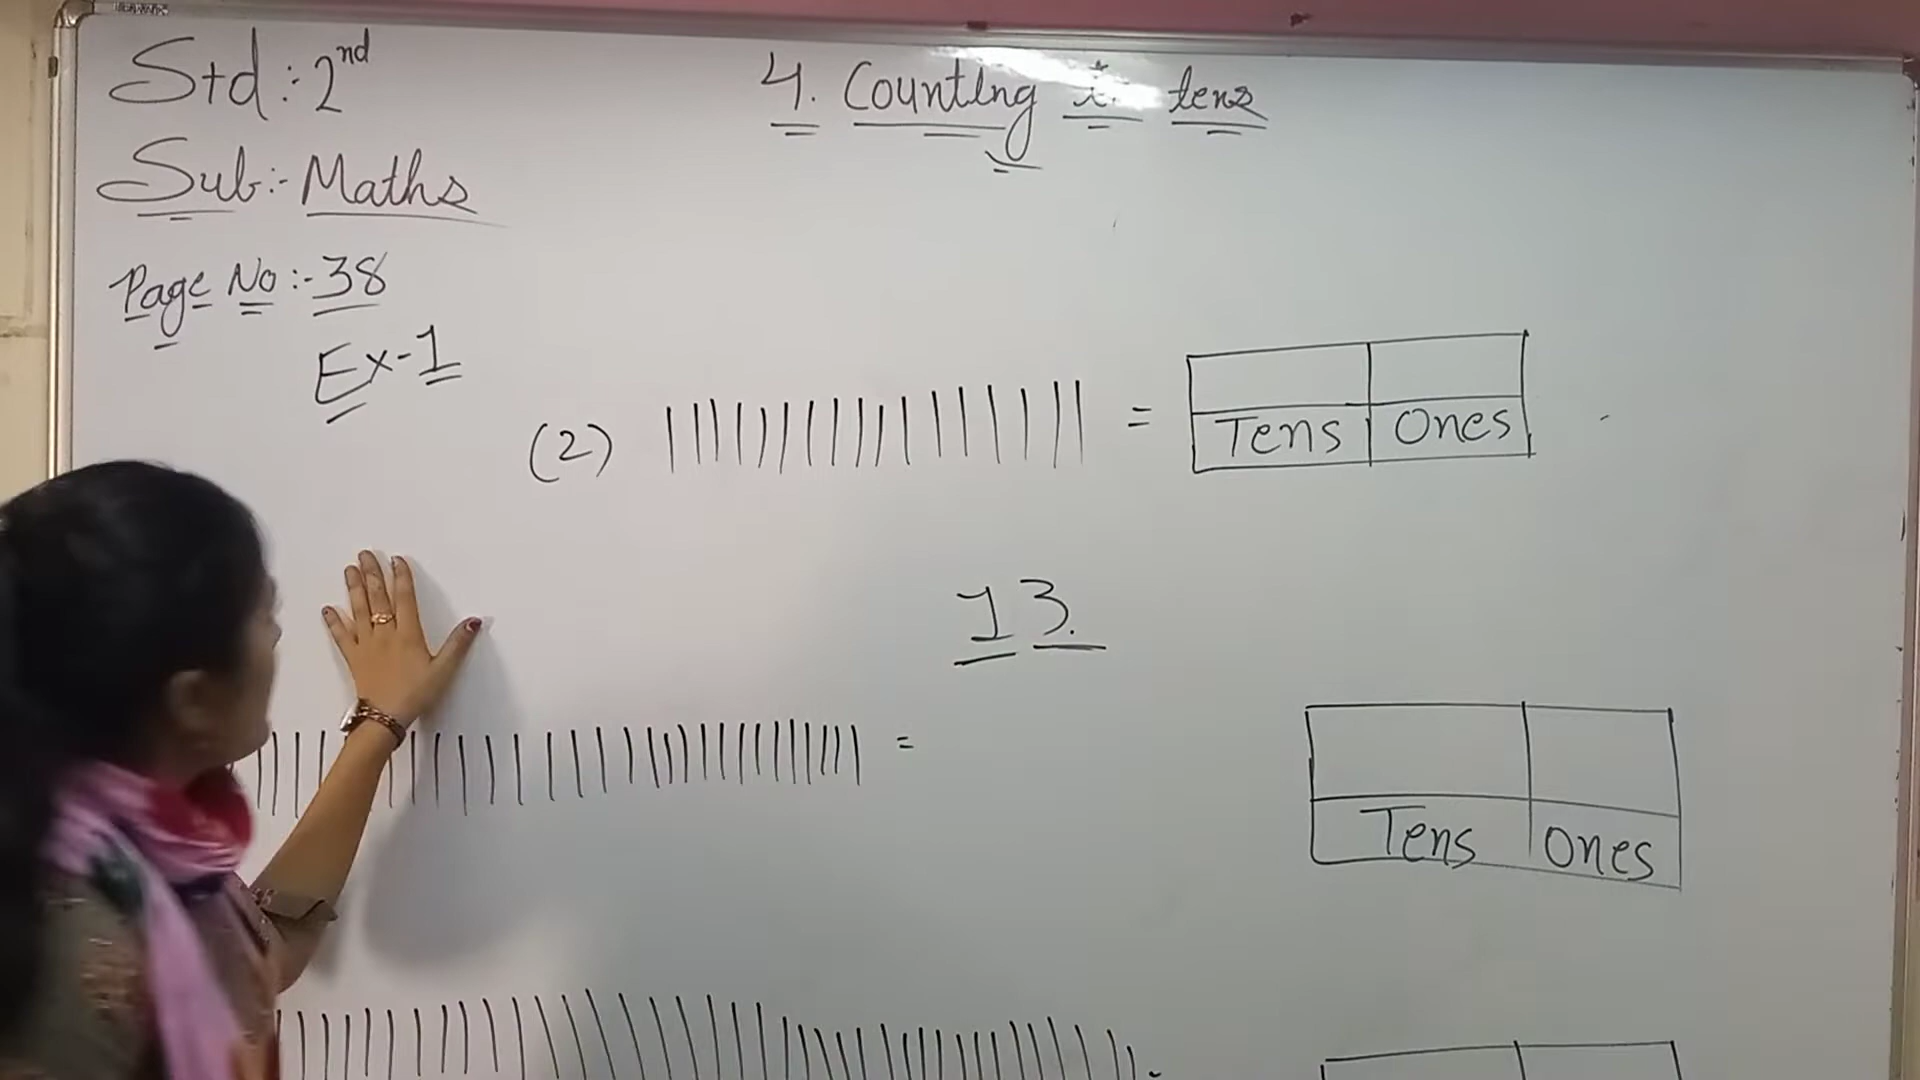 Std:- 2nd
4. Counting in tens
Sub:- Maths
Page No:- 38
Ex-1
(2) = Tens Ones
13.
=
Tens Ones